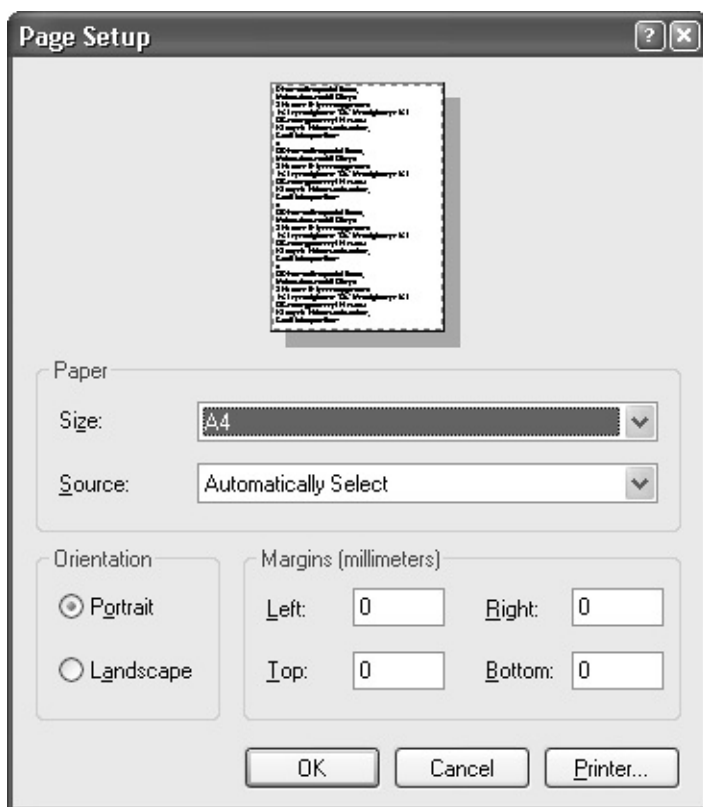 Page Setup
Paper
Size: A4
Source: Automatically Select
Orientation
Portrait
Landscape
Margins (millimeters)
Left: 0 Right: 0
Top: 0 Bottom: 0
OK Cancel Printer...